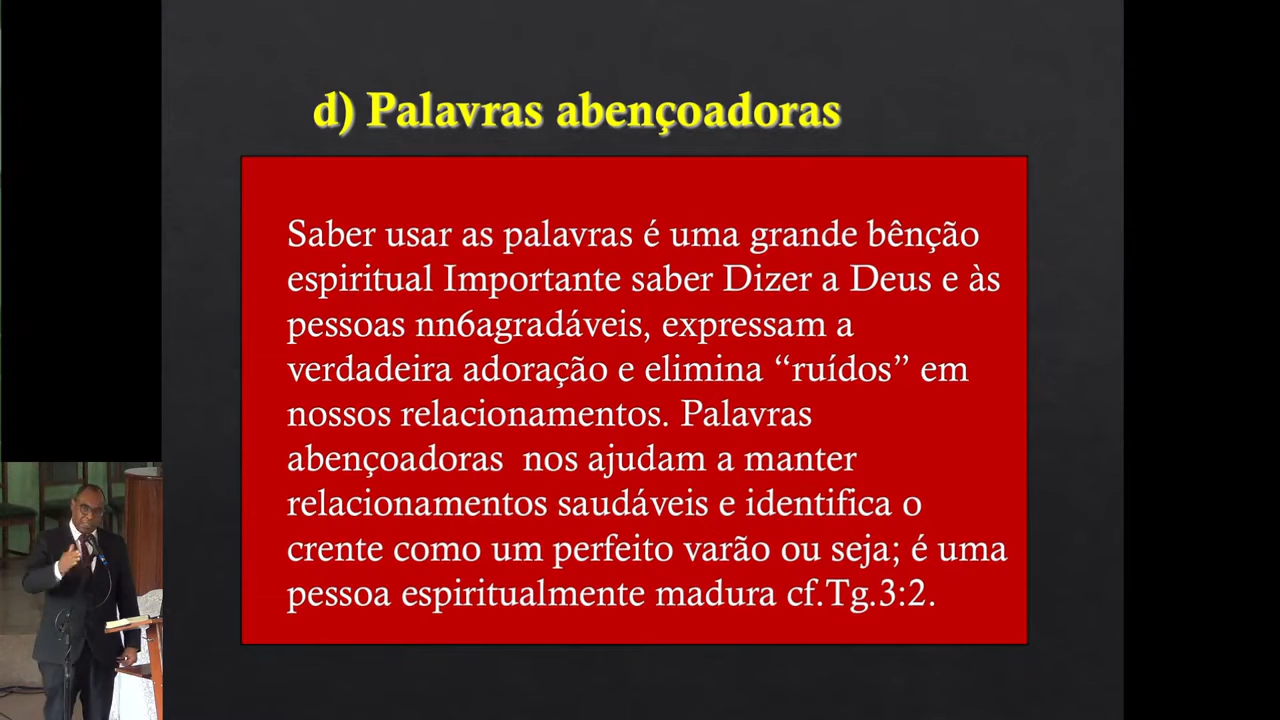 d) Palavras abençoadoras
Saber usar as palavras é uma grande bênção
espiritual Importante saber Dizer a Deus e às
pessoas nn6agradáveis, expressam a
verdadeira adoração e elimina “ruídos” em
nossos relacionamentos. Palavras
abençoadoras  nos ajudam a manter
relacionamentos saudáveis e identifica o
crente como um perfeito varão ou seja; é uma
pessoa espiritualmente madura cf.Tg.3:2.